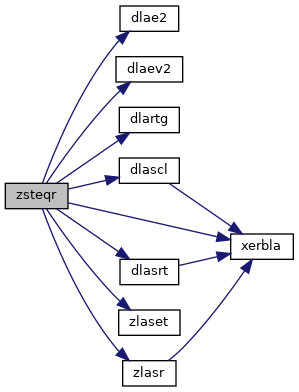 dlae2
dlaev2
dlartg
dlascl
zsteqr
xerbla
dlasrt
zlaset
zlasr